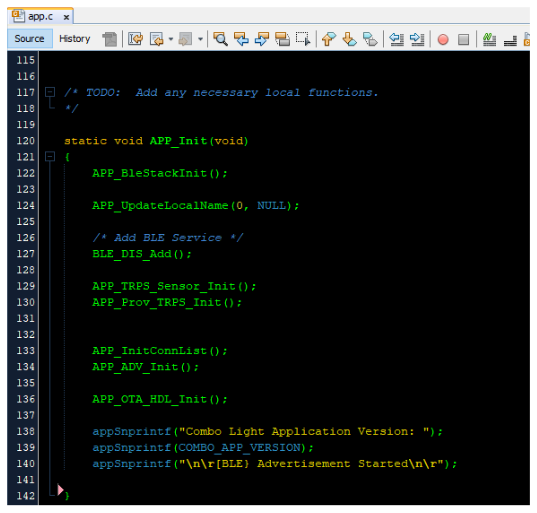 app.c x
Source History
115
116
117 /* TODO:  Add any necessary local functions.
118 */
119
120 static void APP_Init(void)
121 {
122     APP_BleStackInit();
123
124     APP_UpdateLocalName(0, NULL);
125
126     /* Add BLE Service */
127     BLE_DIS_Add();
128
129     APP_TRPS_Sensor_Init();
130     APP_Prov_TRPS_Init();
131
132
133     APP_InitConnList();
134     APP_ADV_Init();
135
136     APP_OTA_HDL_Init();
137
138     appSnprintf("Combo Light Application Version: ");
139     appSnprintf(COMBO_APP_VERSION);
140     appSnprintf("\n\r[BLE} Advertisement Started\n\r");
141
142 }